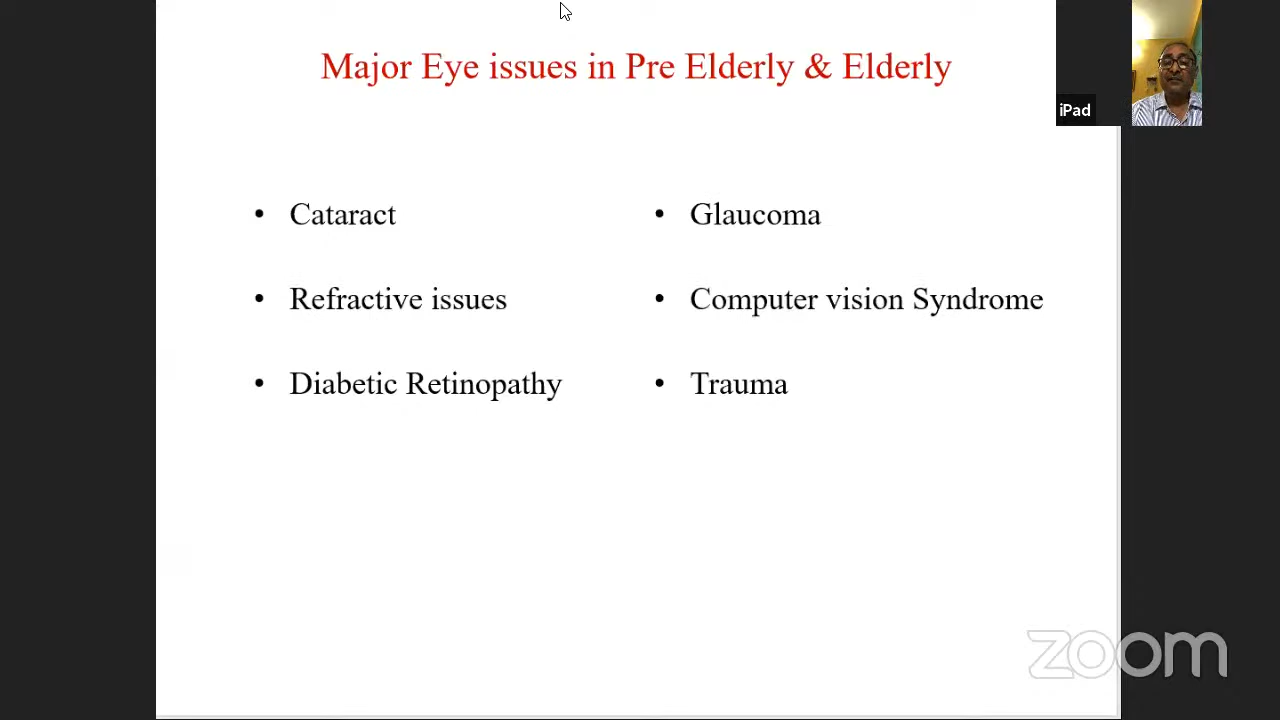 Major Eye issues in Pre Elderly & Elderly
iPad
• Cataract
• Refractive issues
• Diabetic Retinopathy
• Glaucoma
• Computer vision Syndrome
• Trauma
zoom